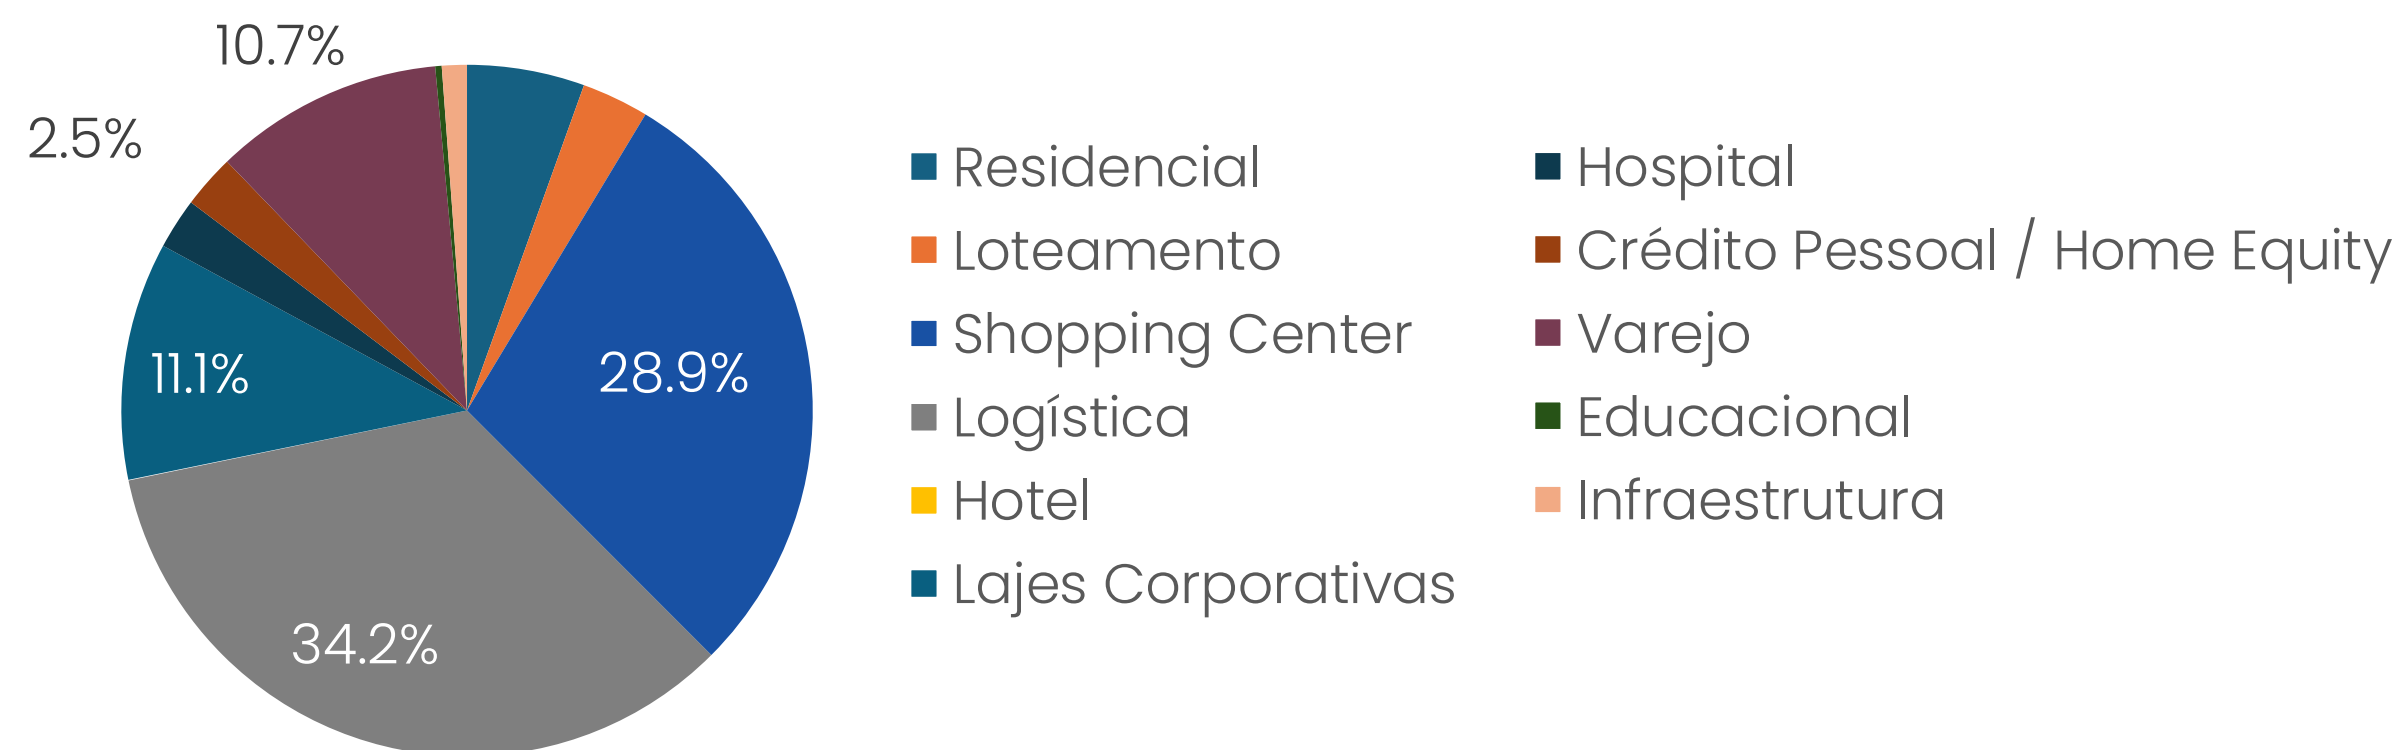 10.7%
2.5%
11.1%
28.9%
34.2%
Residencial
Loteamento
Shopping Center
Logística
Hotel
Lajes Corporativas
Hospital
Crédito Pessoal / Home Equity
Varejo
Educacional
Infraestrutura